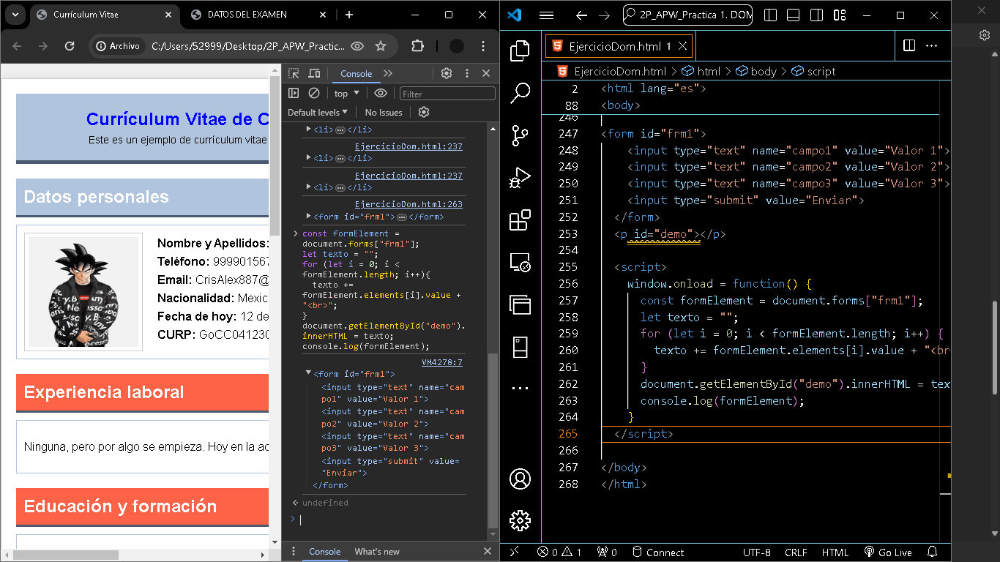 Currículum Vitae
DATOS DEL EXAMEN
Archivo
C:/Users/52999/Desktop/2P_APW_Practic...
Currículum Vitae de C
Este es un ejemplo de currículum vitae
Datos personales
Nombre y Apellidos:
Teléfono: 999901567
Email: CrisAlex887@
Nacionalidad: Mexic
Fecha de hoy: 12 de
CURP: GoCC041230
Experiencia laboral
Ninguna, pero por algo se empieza. Hoy en la ac
Educación y formación
Console
top
Filter
Default levels
No Issues
<li>…</li>
EjercicioDom.html:237
<li>…</li>
EjercicioDom.html:237
<li>…</li>
EjercicioDom.html:263
<form id="frm1">…</form>
const formElement =
document.forms["frm1"];
let texto = "";
for (let i = 0; i <
formElement.length; i++){
texto +=
formElement.elements[i].value +
"<br>";
}
document.getElementById("demo").
innerHTML = texto;
console.log(formElement);
VM4278:7
<form id="frm1">
<input type="text" name="cam
po1" value="Valor 1">
<input type="text" name="cam
po2" value="Valor 2">
<input type="text" name="cam
po3" value="Valor 3">
<input type="submit" value=
"Enviar">
</form>
undefined
Console
What's new
2P_APW_Practica 1. DOM
EjercicioDom.html 1
EjercicioDom.html > html > body > script
2 <html lang="es">
88 <body>
246
247 <form id="frm1">
248 <input type="text" name="campo1" value="Valor 1">
249 <input type="text" name="campo2" value="Valor 2">
250 <input type="text" name="campo3" value="Valor 3">
251 <input type="submit" value="Enviar">
252 </form>
253 <p id="demo"></p>
254
255 <script>
256 window.onload = function() {
257 const formElement = document.forms["frm1"];
258 let texto = "";
259 for (let i = 0; i < formElement.length; i++) {
260 texto += formElement.elements[i].value + "<br
261 }
262 document.getElementById("demo").innerHTML = tex
263 console.log(formElement);
264 }
265 </script>
266
267 </body>
268 </html>
0 1
0
Connect
UTF-8
CRLF
HTML
Go Live